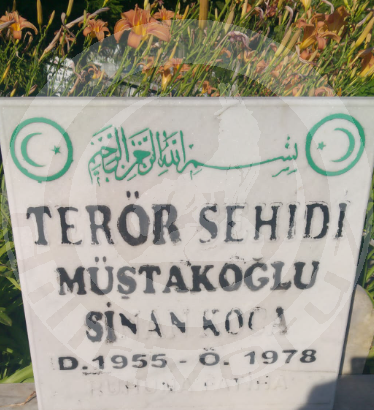 بسم الله الرحمن الرحيم
TERÖR SEHIDI
MÜŞTAKOĞLU
SİNAN KOCA
D.1955 - Ö. 1978